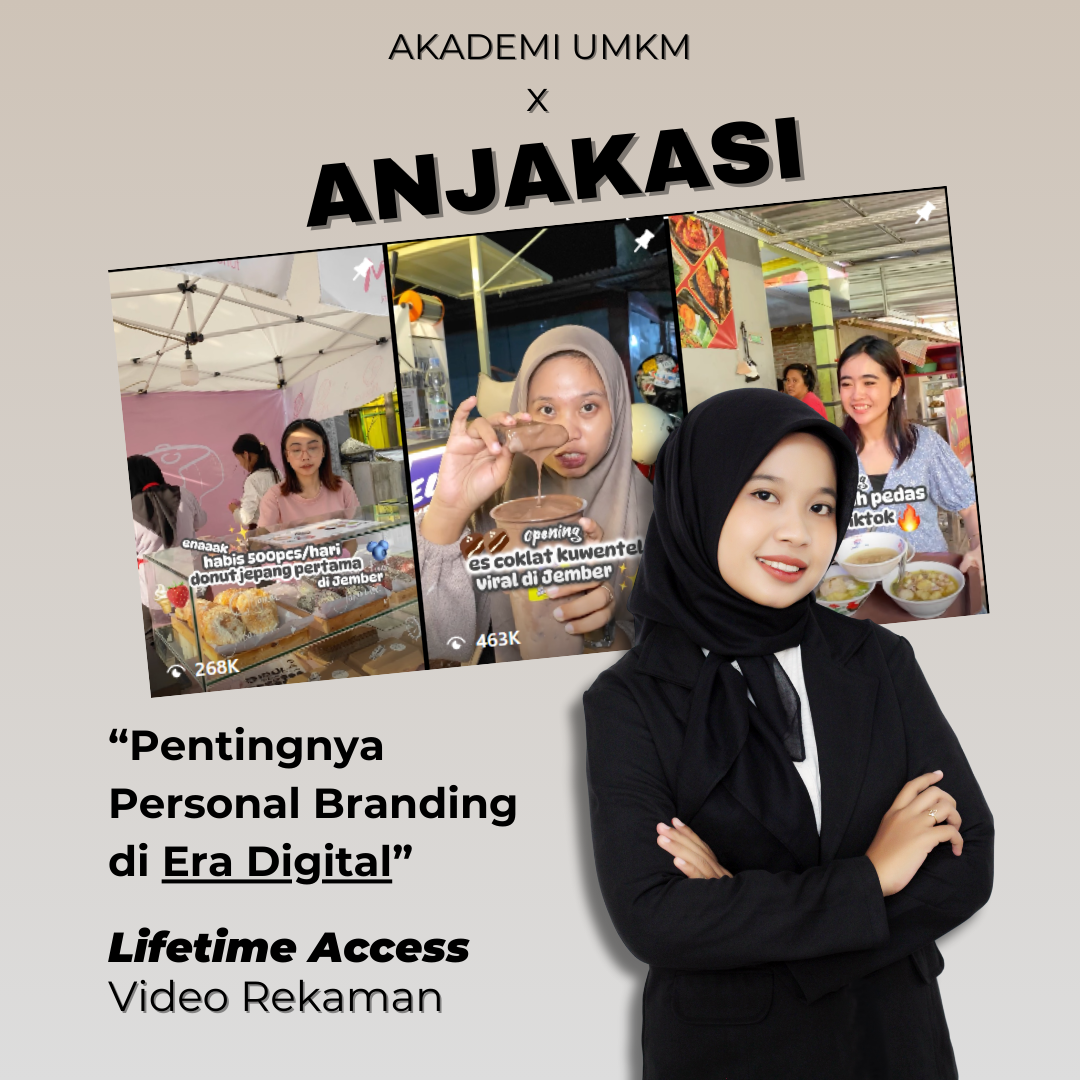 AKADEMI UMKM
X
ANJAKASI
enaaak
habis 500pcs/hari
donut jepang pertama
di Jember
268K
opening
es coklat kuwentel
viral di Jember
463K
pedas
“Pentingnya
Personal Branding
di Era Digital”
Lifetime Access
Video Rekaman